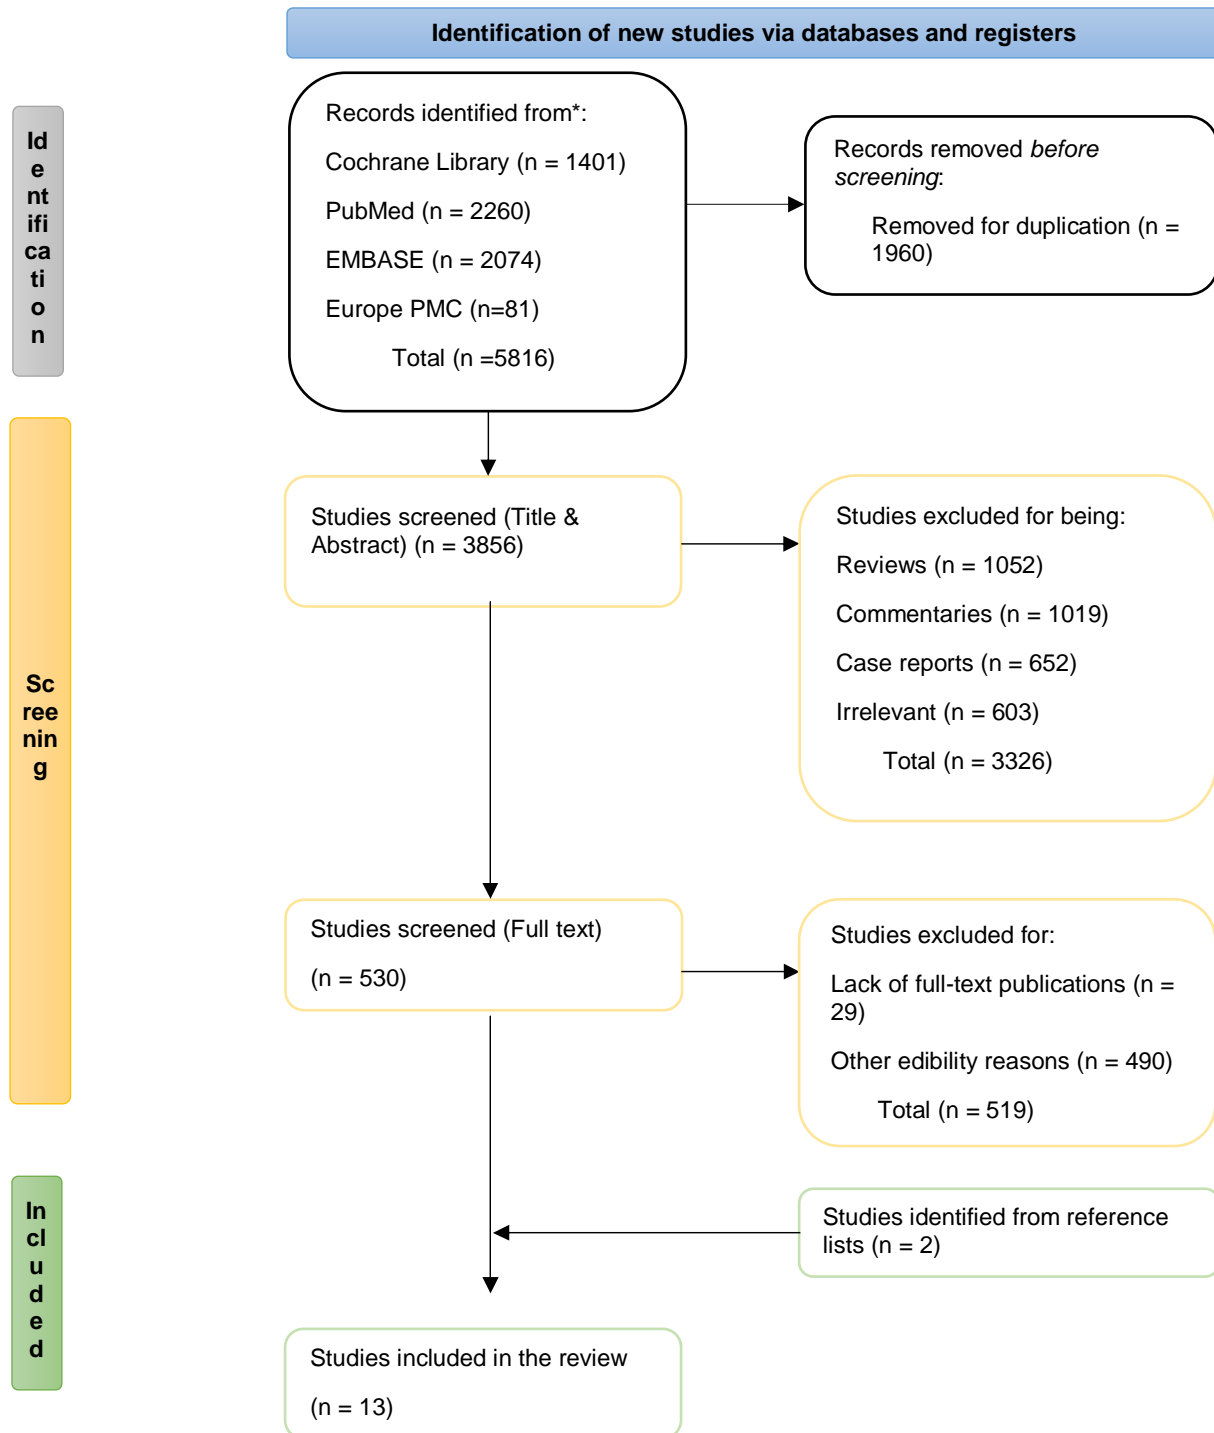 Identification of new studies via databases and registers
Id
e
nt
ifi
ca
ti
o
n
Records identified from*:
Cochrane Library (n = 1401)
PubMed (n = 2260)
EMBASE (n = 2074)
Europe PMC (n=81)
Total (n =5816)
Records removed before
screening:
Removed for duplication (n =
1960)
Sc
ree
nin
g
Studies screened (Title &
Abstract) (n = 3856)
Studies excluded for being:
Reviews (n = 1052)
Commentaries (n = 1019)
Case reports (n = 652)
Irrelevant (n = 603)
Total (n = 3326)
Studies screened (Full text)
(n = 530)
Studies excluded for:
Lack of full-text publications (n =
29)
Other edibility reasons (n = 490)
Total (n = 519)
In
cl
u
d
e
d
Studies identified from reference
lists (n = 2)
Studies included in the review
(n = 13)